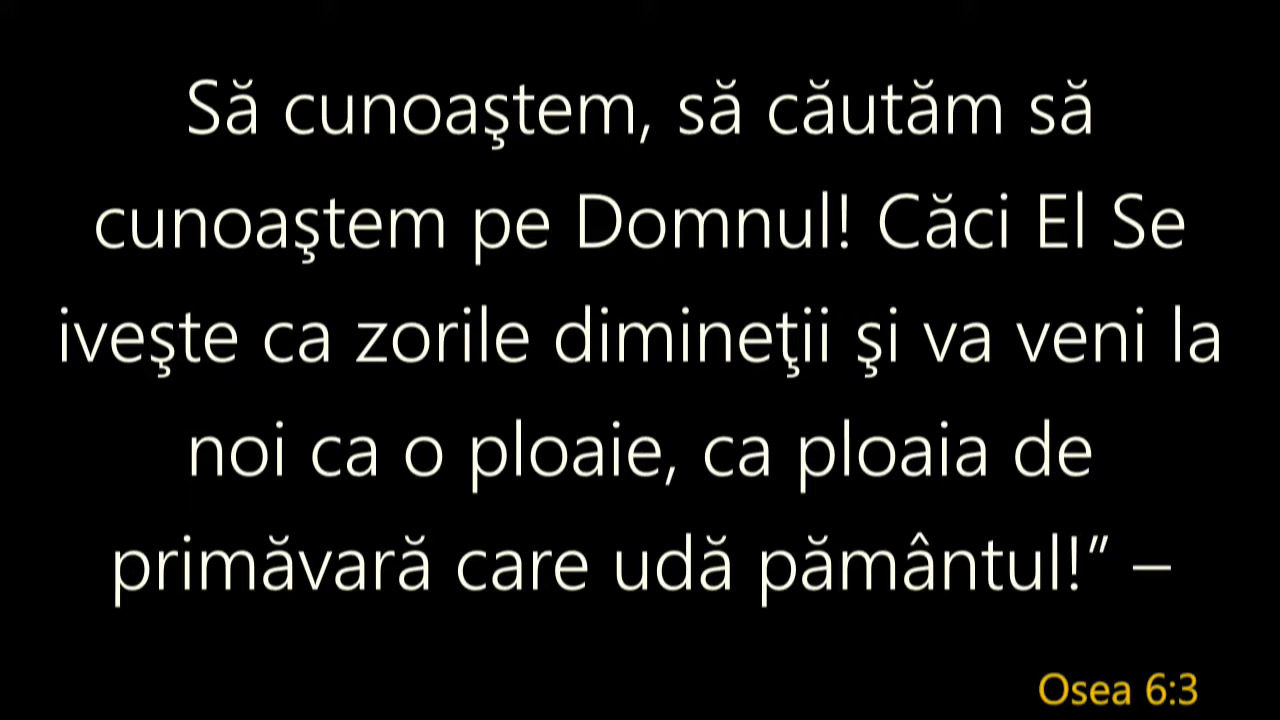 Să cunoaştem, să căutăm să
cunoaştem pe Domnul! Căci El Se
iveşte ca zorile dimineţii şi va veni la
noi ca o ploaie, ca ploaia de
primăvară care udă pământul!” –
Osea 6:3